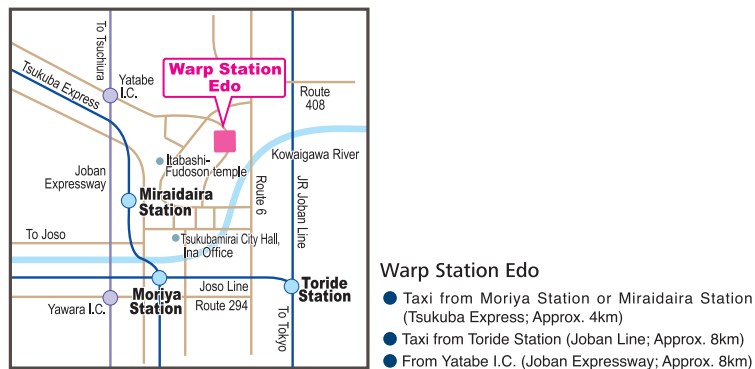 To Tsuchiura
Tsukuba Express
Yatabe
I.C.
Warp Station
Edo
Route
408
Itabashi-
Fudoson temple
Kowaigawa River
Joban
Expressway
Miraidaira
Station
Route 6
JR Joban Line
To Joso
Tsukubamirai City Hall,
Ina Office
Joso Line
Toride
Station
Yawara I.C.
Moriya
Station
Route 294
To Tokyo
Warp Station Edo
● Taxi from Moriya Station or Miraidaira Station
(Tsukuba Express; Approx. 4km)
● Taxi from Toride Station (Joban Line; Approx. 8km)
● From Yatabe I.C. (Joban Expressway; Approx. 8km)